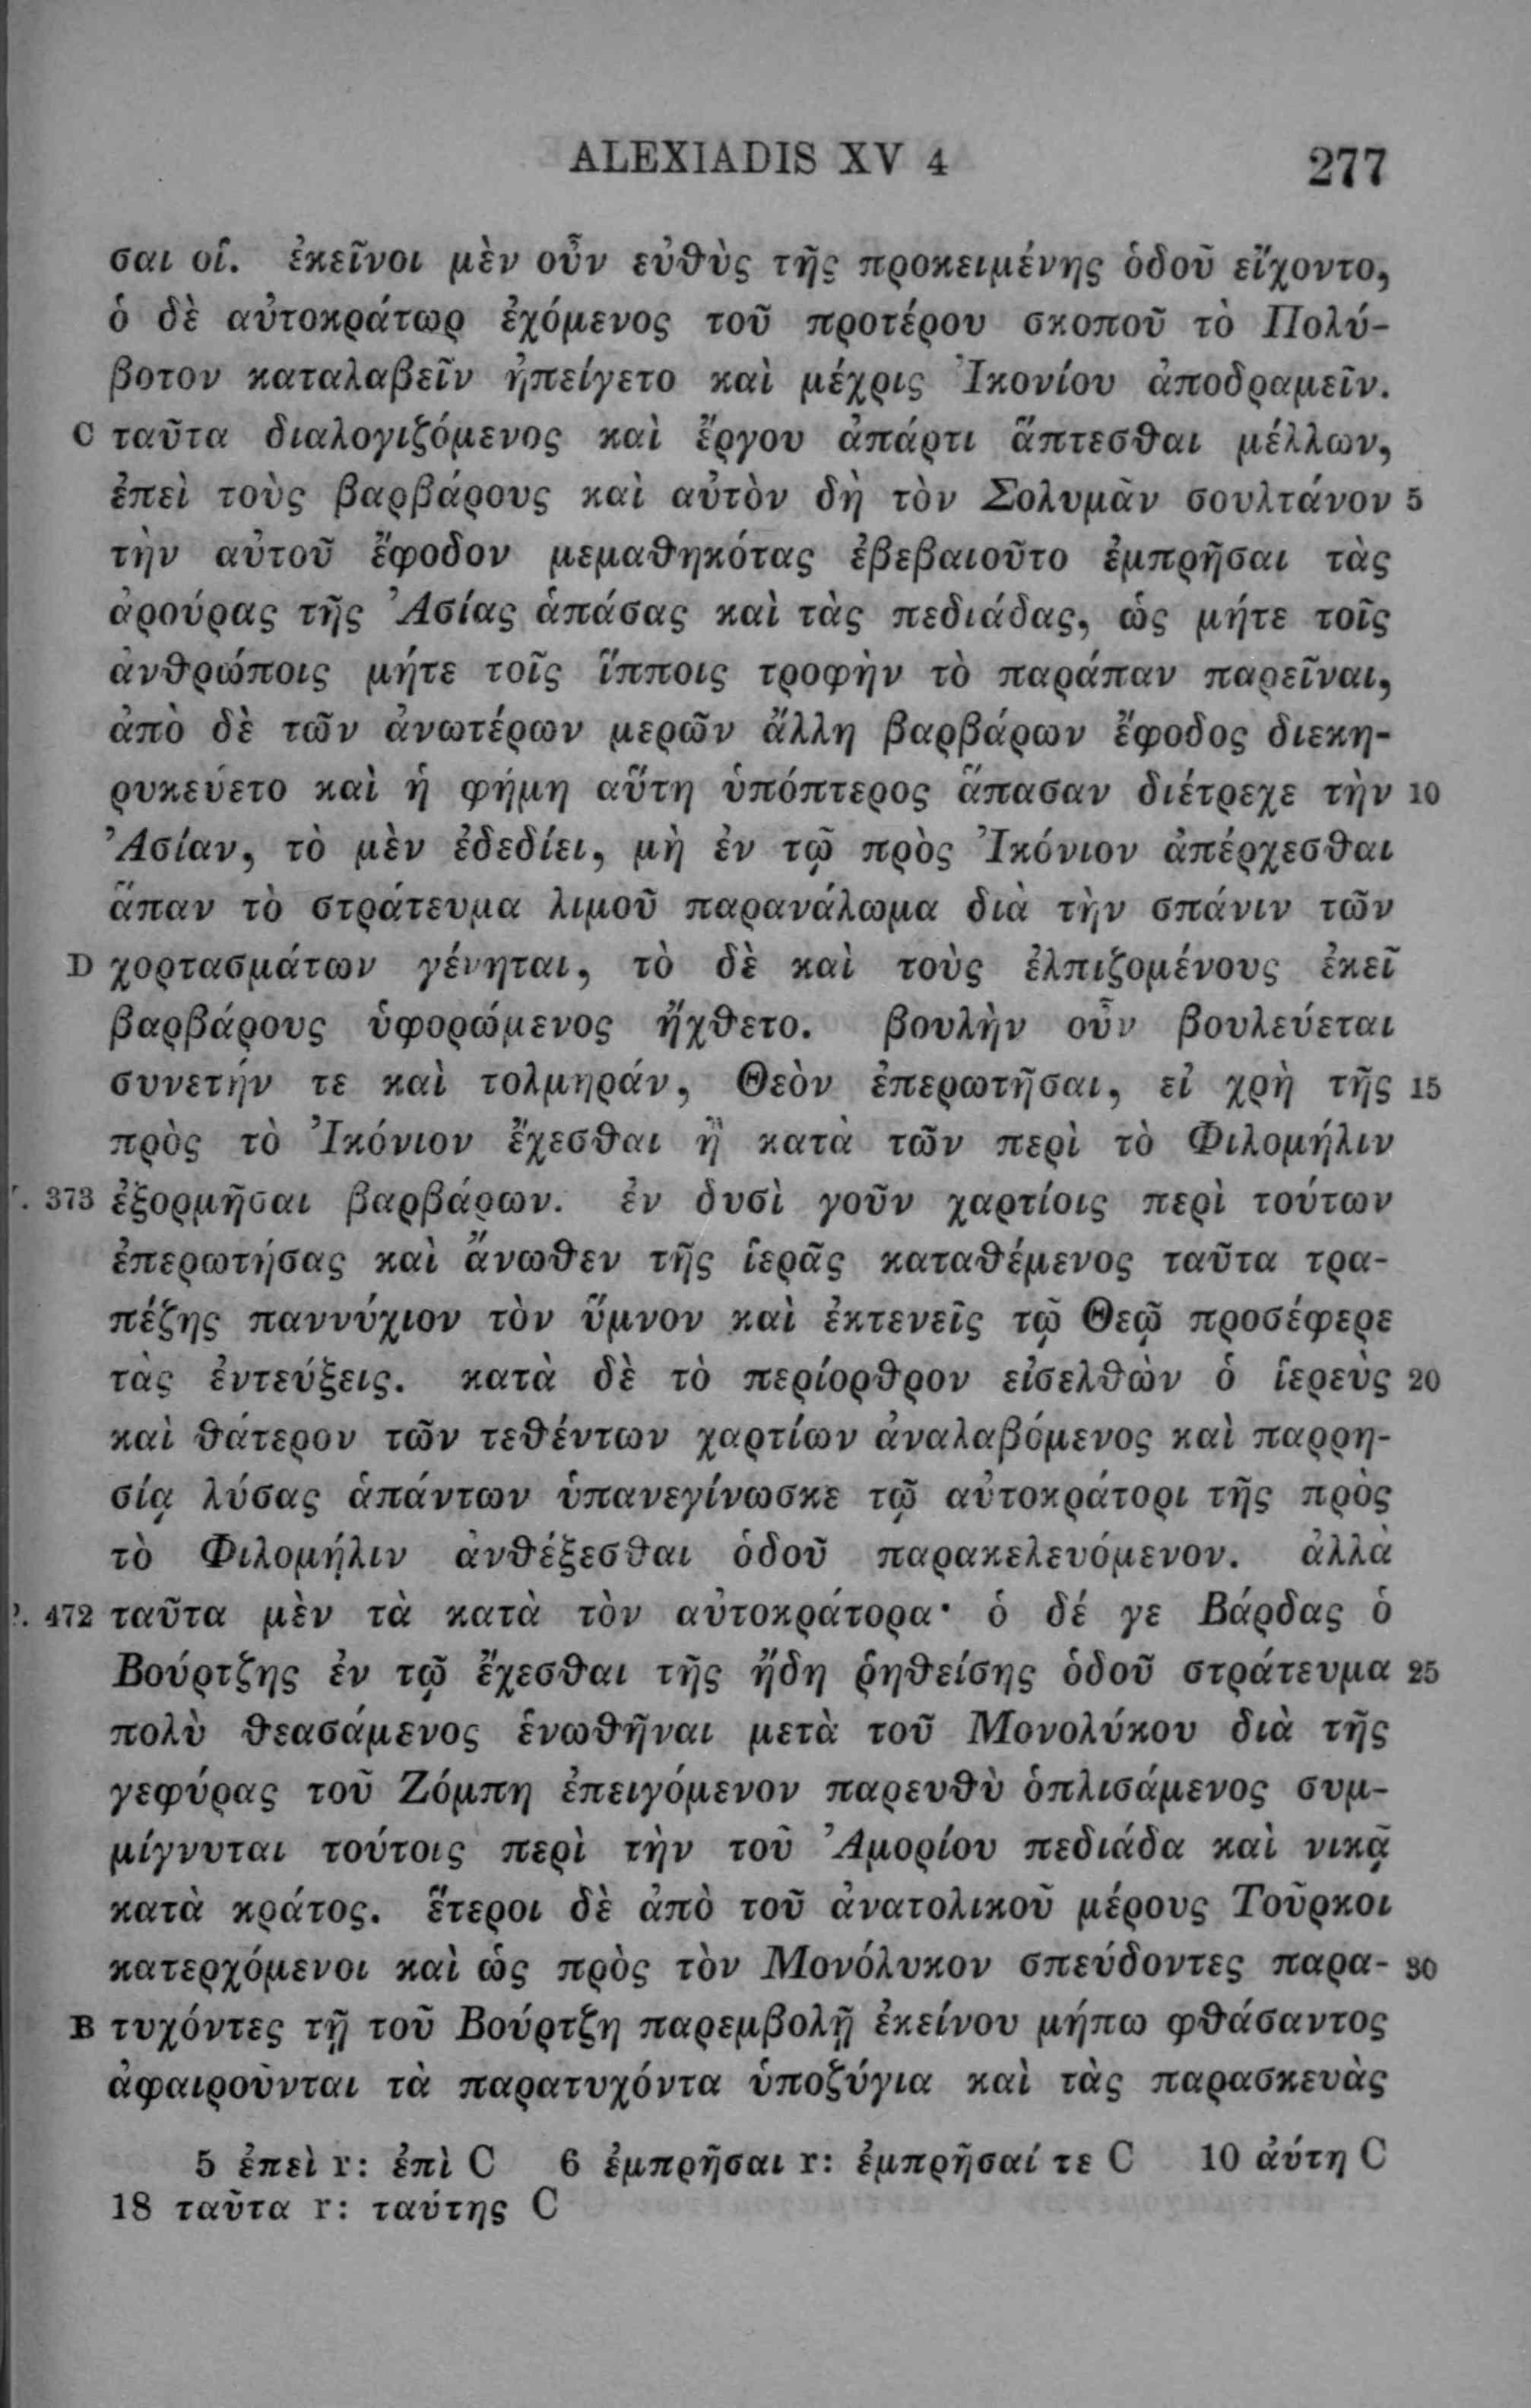 ALEXIADIS XV 4 277
σαι οἱ. ἐκεῖνοι μὲν οὖν εὐθὺς τῆς προκειμένης ὁδοῦ εἴχοντο,
ὁ δὲ αὐτοκράτωρ ἐχόμενος τοῦ προτέρου σκοποῦ τὸ Πολύ-
βοτον καταλαβεῖν ἠπείγετο καὶ μέχρις Ἰκονίου ἀποδραμεῖν.
C ταῦτα διαλογιζόμενος καὶ ἔργου ἀπάρτι ἅπτεσθαι μέλλων,
ἐπεὶ τοὺς βαρβάρους καὶ αὐτὸν δὴ τὸν Σολυμᾶν σουλτάνον 5
τὴν αὐτοῦ ἔφοδον μεμαθηκότας ἐβεβαιοῦτο ἐμπρῆσαι τὰς
ἀρούρας τῆς Ἀσίας ἁπάσας καὶ τὰς πεδιάδας, ὡς μήτε τοῖς
ἀνθρώποις μήτε τοῖς ἵπποις τροφὴν τὸ παράπαν παρεῖναι,
ἀπὸ δὲ τῶν ἀνωτέρων μερῶν ἄλλη βαρβάρων ἔφοδος διεκη-
ρυκεύετο καὶ ἡ φήμη αὕτη ὑπόπτερος ἅπασαν διέτρεχε τὴν 10
Ἀσίαν, τὸ μὲν ἐδεδίει, μὴ ἐν τῷ πρὸς Ἰκόνιον ἀπέρχεσθαι
ἅπαν τὸ στράτευμα λιμοῦ παρανάλωμα διὰ τὴν σπάνιν τῶν
D χορτασμάτων γένηται, τὸ δὲ καὶ τοὺς ἐλπιζομένους ἐκεῖ
βαρβάρους ὑφορώμενος ἤχθετο. βουλὴν οὖν βουλεύεται
συνετήν τε καὶ τολμηράν, Θεὸν ἐπερωτῆσαι, εἰ χρὴ τῆς 15
πρὸς τὸ Ἰκόνιον ἔχεσθαι ἢ κατὰ τῶν περὶ τὸ Φιλομήλιν
. 373 ἐξορμῆσαι βαρβάρων. ἐν δυσὶ γοῦν χαρτίοις περὶ τούτων
ἐπερωτήσας καὶ ἄνωθεν τῆς ἱερᾶς καταθέμενος ταῦτα τρα-
πέζης παννύχιον τὸν ὕμνον καὶ ἐκτενεῖς τῷ Θεῷ προσέφερε
τὰς ἐντεύξεις. κατὰ δὲ τὸ περίορθρον εἰσελθὼν ὁ ἱερεὺς 20
καὶ θάτερον τῶν τεθέντων χαρτίων ἀναλαβόμενος καὶ παρρη-
σίᾳ λύσας ἁπάντων ὑπανεγίνωσκε τῷ αὐτοκράτορι τῆς πρὸς
τὸ Φιλομήλιν ἀνθέξεσθαι ὁδοῦ παρακελευόμενον. ἀλλὰ
. 472 ταῦτα μὲν τὰ κατὰ τὸν αὐτοκράτορα· ὁ δέ γε Βάρδας ὁ
Βούρτζης ἐν τῷ ἔχεσθαι τῆς ἤδη ῥηθείσης ὁδοῦ στράτευμα 25
πολὺ θεασάμενος ἑνωθῆναι μετὰ τοῦ Μονολύκου διὰ τῆς
γεφύρας τοῦ Ζόμπη ἐπειγόμενον παρευθὺ ὁπλισάμενος συμ-
μίγνυται τούτοις περὶ τὴν τοῦ Ἀμορίου πεδιάδα καὶ νικᾷ
κατὰ κράτος. ἕτεροι δὲ ἀπὸ τοῦ ἀνατολικοῦ μέρους Τοῦρκοι
κατερχόμενοι καὶ ὡς πρὸς τὸν Μονόλυκον σπεύδοντες παρα- 30
B τυχόντες τῇ τοῦ Βούρτζη παρεμβολῇ ἐκείνου μήπω φθάσαντος
ἀφαιροῦνται τὰ παρατυχόντα ὑποζύγια καὶ τὰς παρασκευὰς
5 ἐπεὶ r: ἐπὶ C 6 ἐμπρῆσαι r: ἐμπρῆσαί τε C 10 ἀύτη C
18 ταῦτα r: ταύτης C